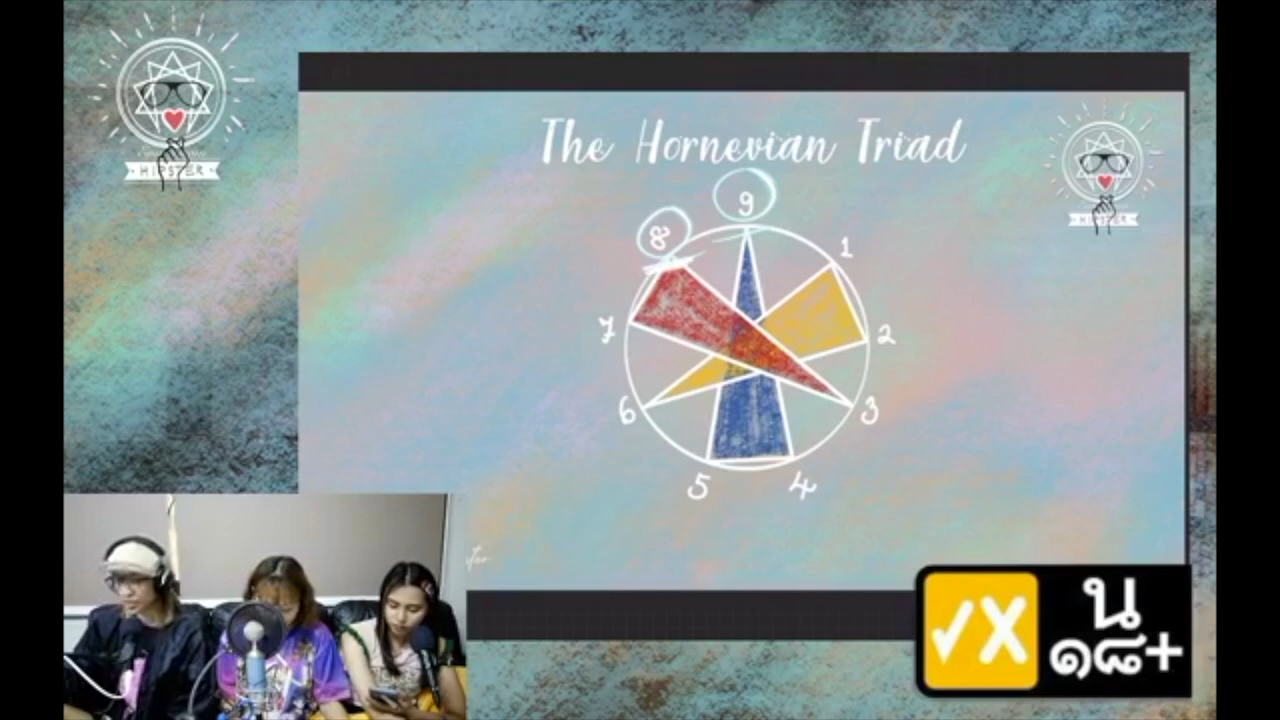 HIPSTER
The Hornevian Triad
HIPSTER
9
8
1
7
2
6
3
5
4
✓X
น
๑๘+